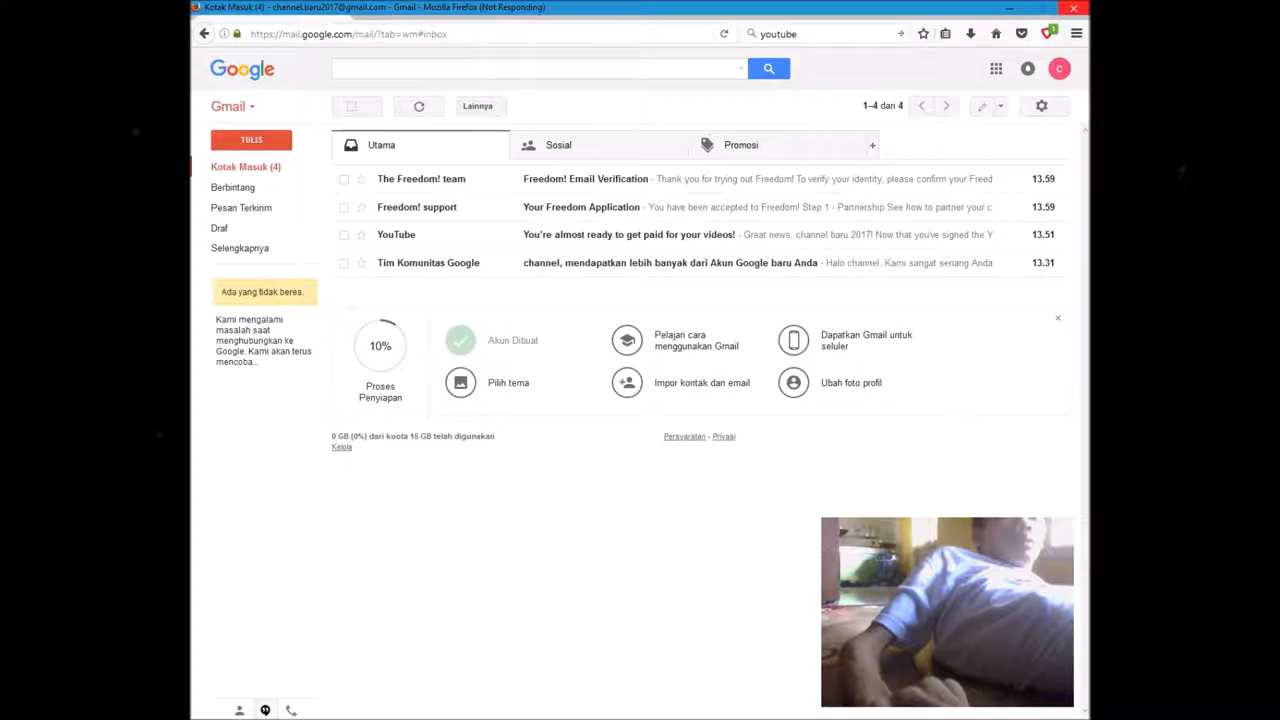 Kotak Masuk (4) - channel.baru2017@gmail.com - Gmail - Mozilla Firefox (Not Responding)
https://mail.google.com/mail/?tab=wm#inbox
youtube
1
Google
C
Gmail
Lainnya
1–4 dari 4
TULIS
Utama
Sosial
Promosi
+
Kotak Masuk (4)
Berbintang
Pesan Terkirim
Draf
Selengkapnya
The Freedom! team Freedom! Email Verification - Thank you for trying out Freedom! To verify your identity, please confirm your Freed 13.59
Freedom! support Your Freedom Application - You have been accepted to Freedom! Step 1 - Partnership See how to partner your c 13.59
YouTube You're almost ready to get paid for your videos! - Great news, channel baru 2017! Now that you've signed the Y 13.51
Tim Komunitas Google channel, mendapatkan lebih banyak dari Akun Google baru Anda - Halo channel, Kami sangat senang Anda 13.31
Ada yang tidak beres.
Kami mengalami
masalah saat
menghubungkan ke
Google. Kami akan terus
mencoba...
10%
Proses
Penyiapan
Akun Dibuat
Pelajari cara
menggunakan Gmail
Dapatkan Gmail untuk
seluler
Pilih tema
Impor kontak dan email
Ubah foto profil
0 GB (0%) dari kuota 15 GB telah digunakan
Kelola
Persyaratan - Privasi